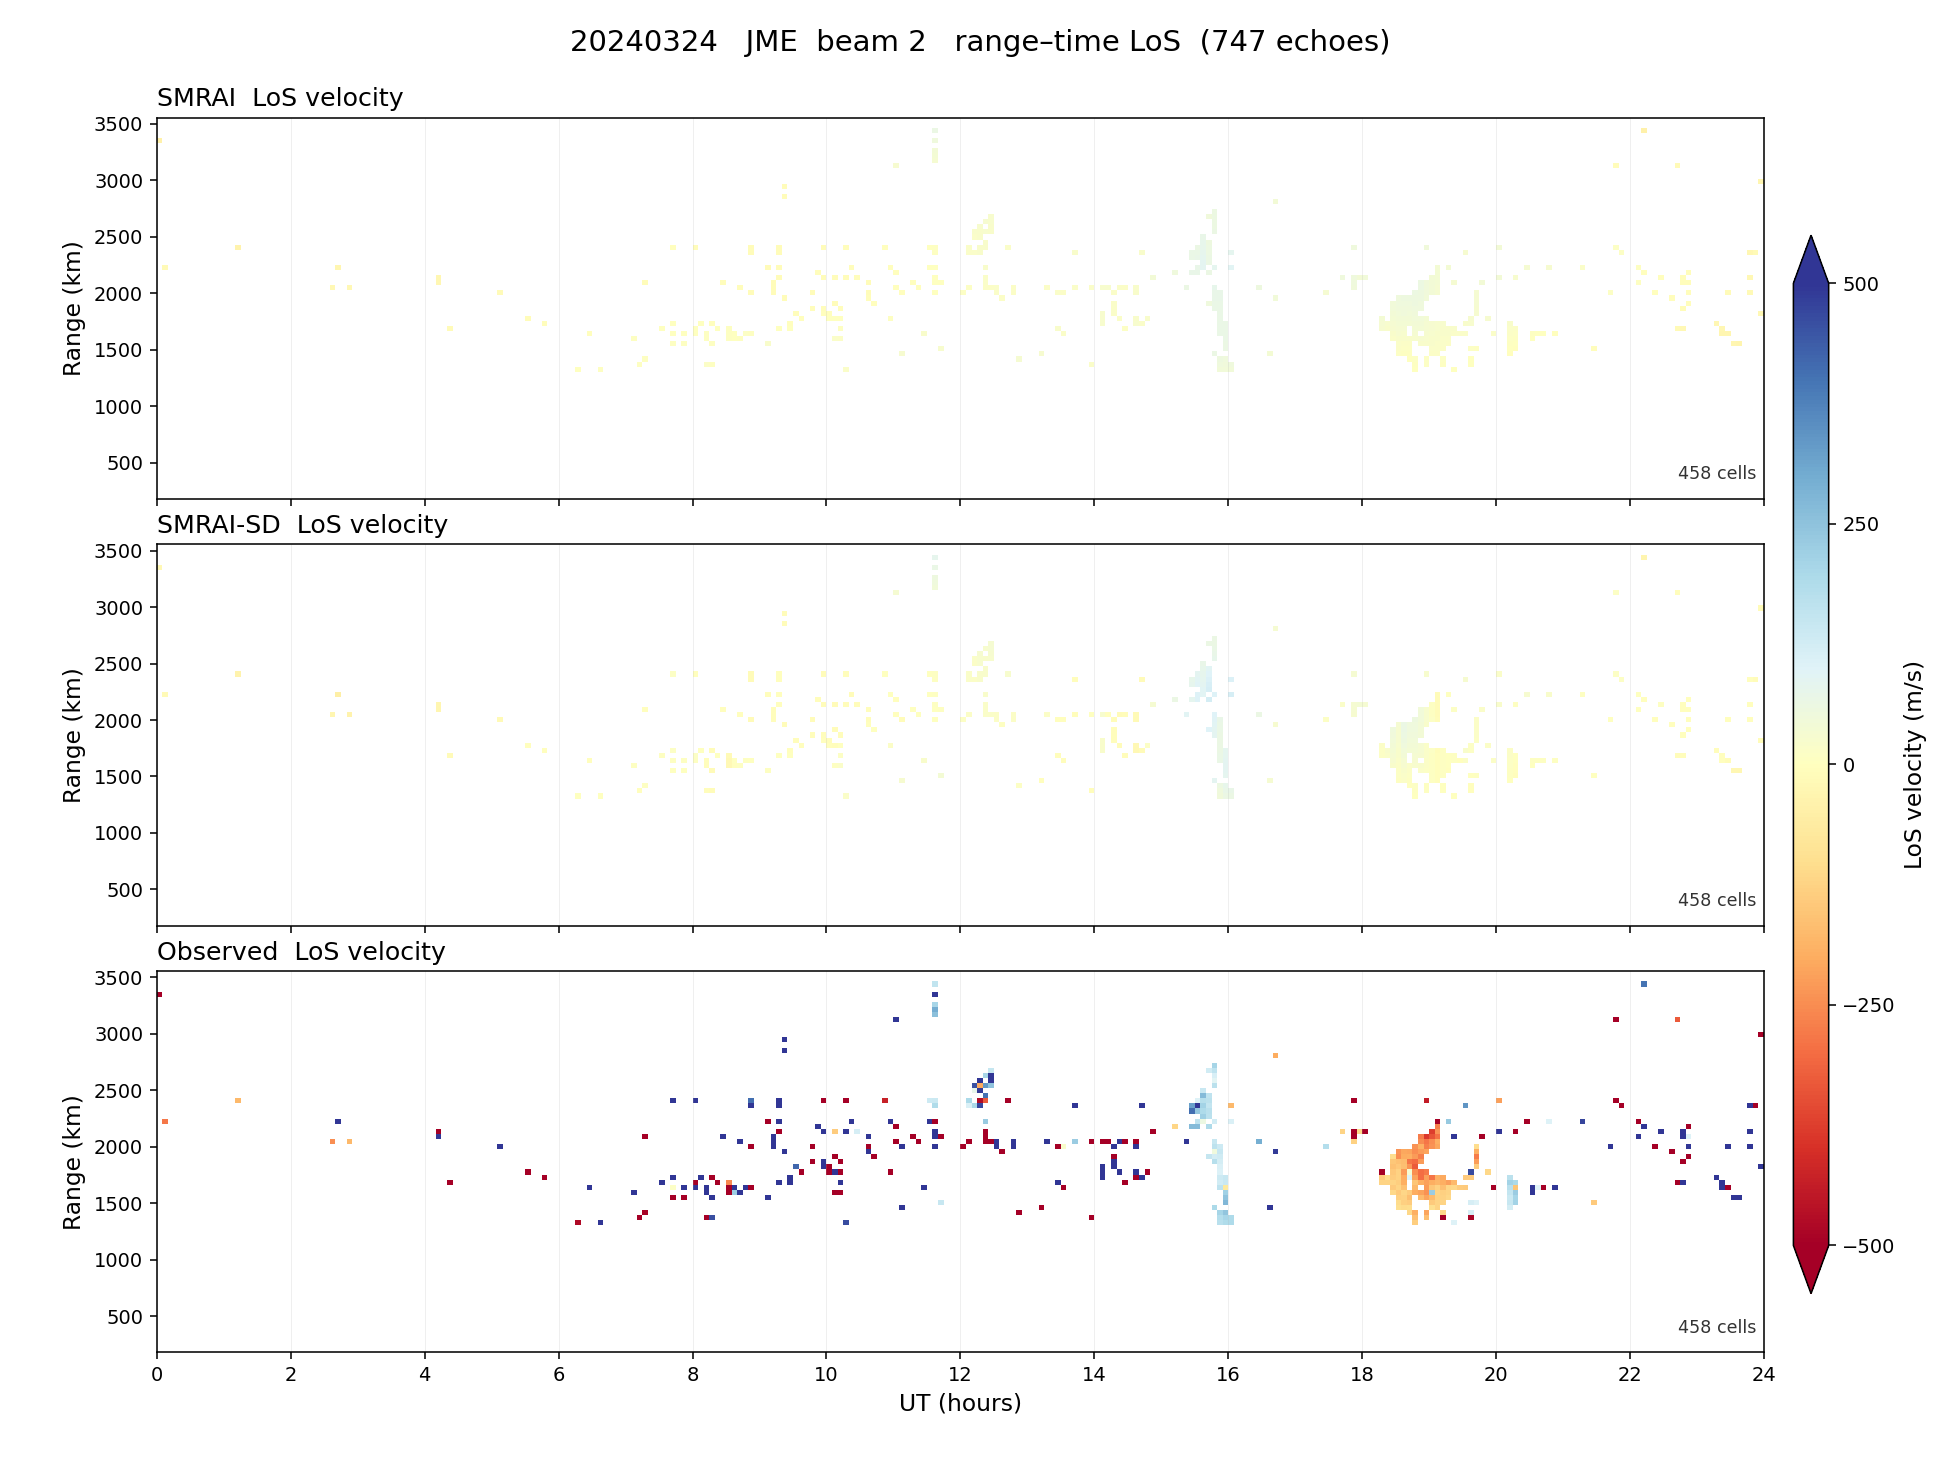 20240324   JME  beam 2   range–time LoS  (747 echoes)
SMRAI  LoS velocity
3500
3000
2500
2000
1500
1000
500
Range (km)
458 cells
SMRAI-SD  LoS velocity
3500
3000
2500
2000
1500
1000
500
Range (km)
458 cells
Observed  LoS velocity
3500
3000
2500
2000
1500
1000
500
Range (km)
458 cells
0 2 4 6 8 10 12 14 16 18 20 22 24
UT (hours)
500
250
0
−250
−500
LoS velocity (m/s)